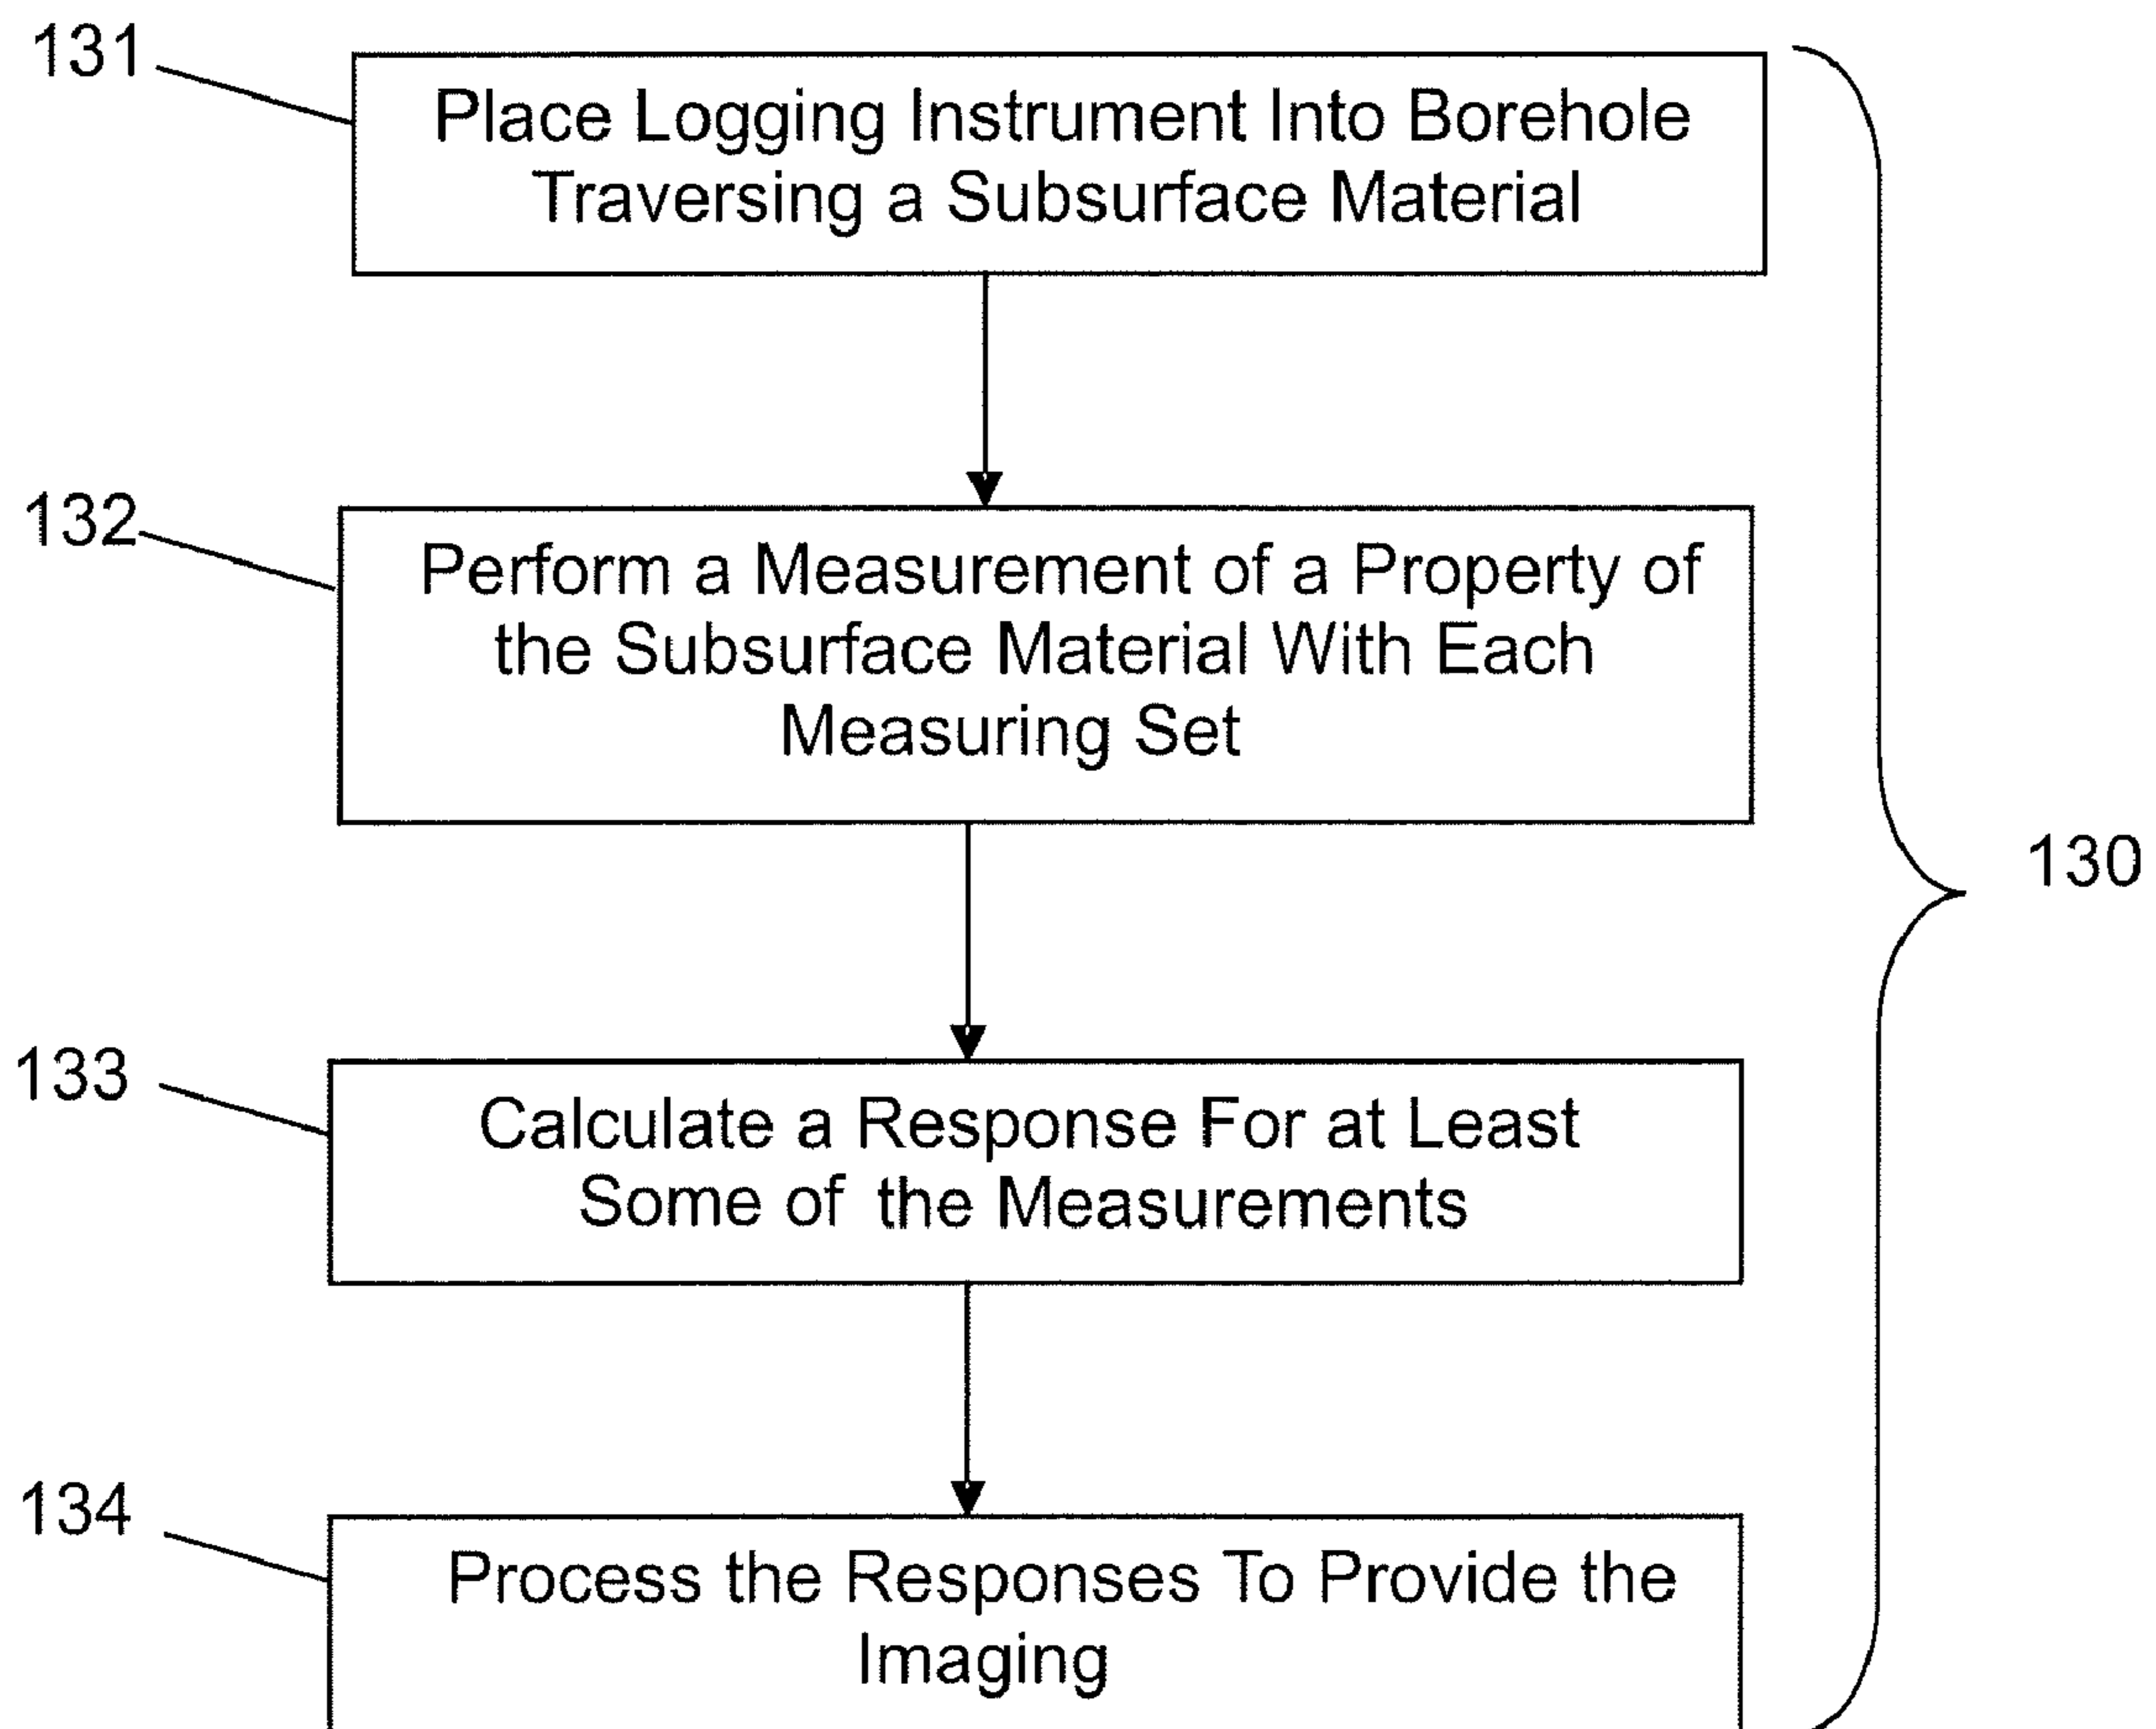 131
Place Logging Instrument Into Borehole
Traversing a Subsurface Material
132
Perform a Measurement of a Property of
the Subsurface Material With Each
Measuring Set
130
133
Calculate a Response For at Least
Some of the Measurements
134
Process the Responses To Provide the
Imaging